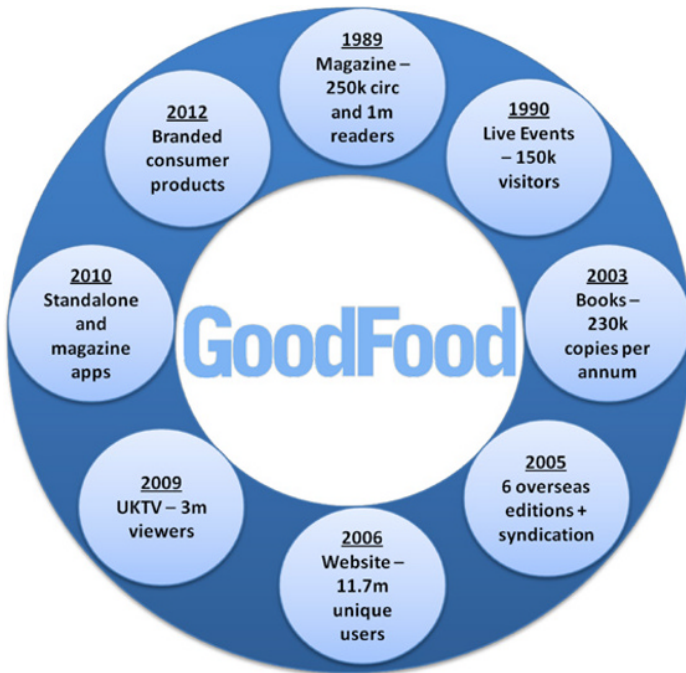 1989
Magazine –
250k circ
and 1m
readers
1990
Live Events
– 150k
visitors
2003
Books –
230k
copies per
annum
2005
6 overseas
editions +
syndication
2006
Website –
11.7m
unique
users
2009
UKTV – 3m
viewers
2010
Standalone
and
magazine
apps
2012
Branded
consumer
products
GoodFood